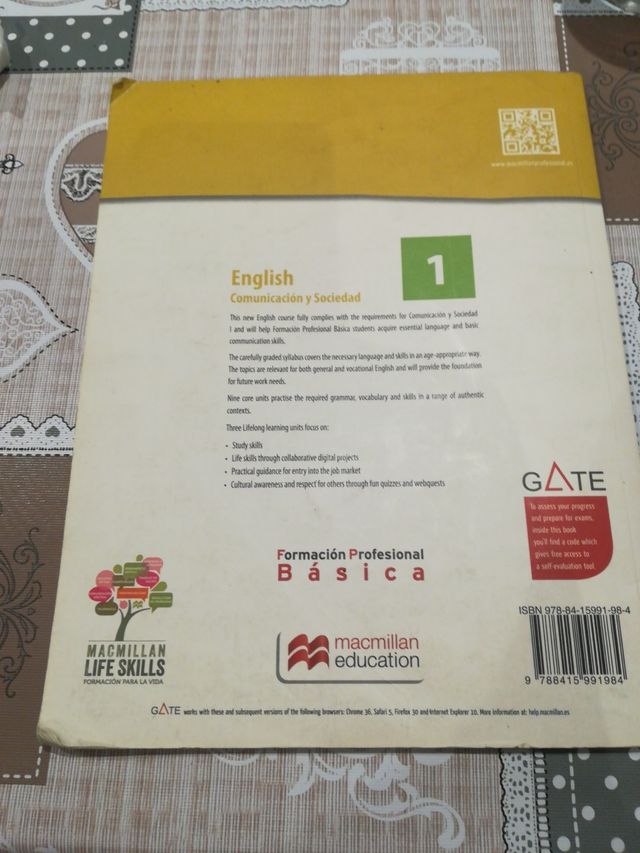 www.macmillanprofesional.es
1
English
Comunicación y Sociedad
This new English course fully complies with the requirements for Comunicación y Sociedad
I and will help Formación Profesional Básica students acquire essential language and basic
communication skills.
The carefully graded syllabus covers the necessary language and skills in an age-appropriate way.
The topics are relevant for both general and vocational English and will provide the foundation
for future work needs.
Nine core units practise the required grammar, vocabulary and skills in a range of authentic
contexts.
Three Lifelong learning units focus on:
• Study skills
• Life skills through collaborative digital projects
• Practical guidance for entry into the job market
• Cultural awareness and respect for others through fun quizzes and webquests
GATE
To assess your progress
and prepare for exams,
inside this book
you'll find a code which
gives free access to
a self-evaluation tool
Formación Profesional
Básica
MACMILLAN
LIFE SKILLS
FORMACIÓN PARA LA VIDA
macmillan
education
ISBN 978-84-15991-98-4
9 788415 991984
GATE works with these and subsequent versions of the following browsers: Chrome 36, Safari 5, Firefox 30 and Internet Explorer 10. More information at: help.macmillan.es